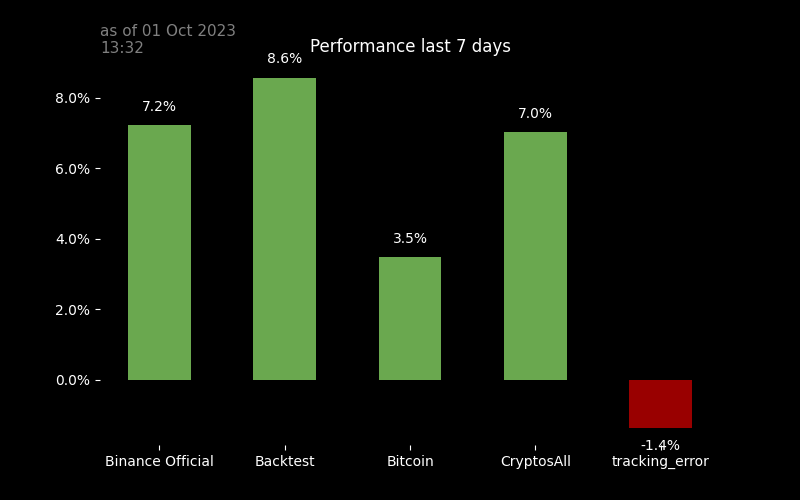 as of 01 Oct 2023
13:32
Performance last 7 days
8.6%
7.2%
7.0%
3.5%
-1.4%
8.0%
6.0%
4.0%
2.0%
0.0%
Binance Official
Backtest
Bitcoin
CryptosAll
tracking_error